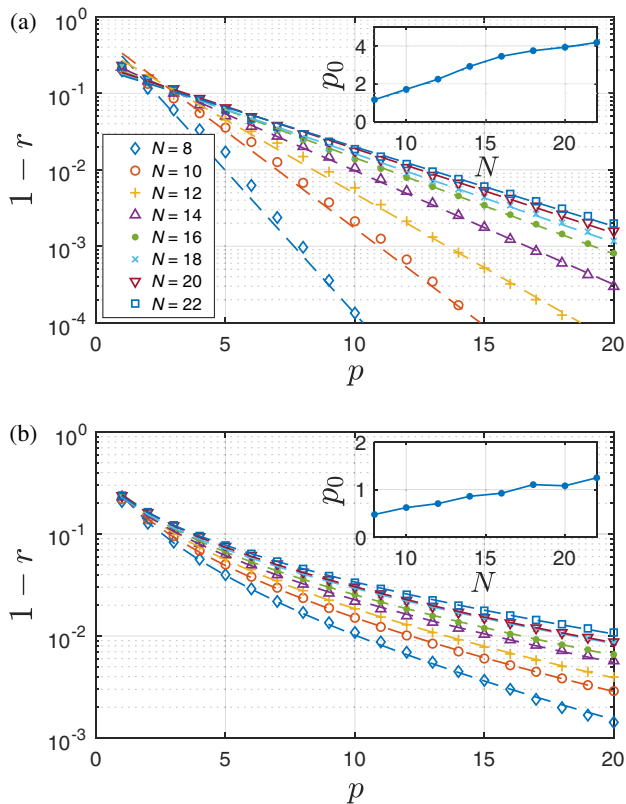 (a)
10^0
10^-1
10^-2
10^-3
10^-4
1 − r
N = 8
N = 10
N = 12
N = 14
N = 16
N = 18
N = 20
N = 22
4
2
0
p_0
10
15
20
N
0
5
10
15
20
p
(b)
10^0
10^-1
10^-2
10^-3
1 − r
2
1
0
p_0
10
15
20
N
0
5
10
15
20
p